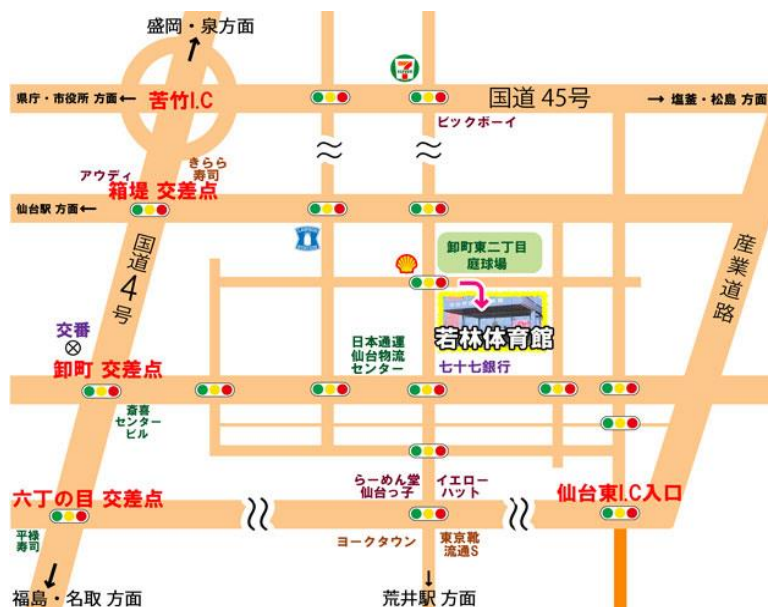 盛岡・泉方面
県庁・市役所 方面←
苦竹I.C
7
ELEVEN
国道 45号
→ 塩釜・松島 方面
ビックボーイ
アウディ
きらら
寿司
箱堤 交差点
仙台駅 方面←
国道4号
卸町東二丁目
庭球場
産業道路
若林体育館
交番
卸町 交差点
日本通運
仙台物流
センター
七十七銀行
斎喜
センター
ビル
六丁の目 交差点
らーめん堂
仙台っ子
イエロー
ハット
仙台東I.C入口
平禄
寿司
ヨークタウン
東京靴
流通S
福島・名取 方面
荒井駅 方面